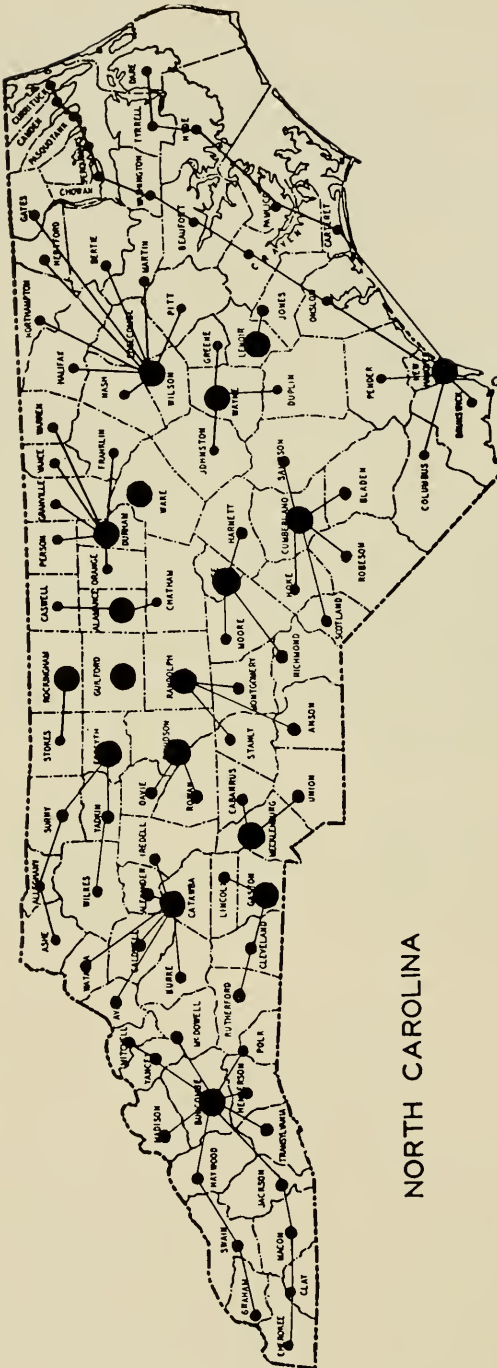 CURRITUCK
CAMDEN
PASQUOTANK
PERQUIMANS
CHOWAN
GATES
HERTFORD
NORTHAMPTON
BERTIE
HALIFAX
MARTIN
EDGECOMBE
NASH
WILSON
PITT
WASHINGTON
TYRRELL
DARE
HYDE
BEAUFORT
PAMLICO
CARTERET
GREENE
LENOIR
JONES
ONSLOW
WAYNE
JOHNSTON
DUPLIN
PENDER
NEW
HANOVER
BRUNSWICK
COLUMBUS
WARREN
VANCE
GRANVILLE
PERSON
FRANKLIN
DURHAM
ORANGE
WAKE
CASWELL
ALAMANCE
CHATHAM
HARNETT
SAMPSON
CUMBERLAND
BLADEN
ROBESON
HOKE
SCOTLAND
MOORE
RICHMOND
ROCKINGHAM
GUILFORD
RANDOLPH
MONTGOMERY
ANSON
STANLY
STOKES
SURRY
YADKIN
DAVIE
ROWAN
CABARRUS
MECKLENBURG
UNION
ALLEGHANY
ASHE
WILKES
IREDELL
ALEXANDER
CATAWBA
LINCOLN
GASTON
CLEVELAND
CALDWELL
BURKE
RUTHERFORD
MITCHELL
YANCEY
McDOWELL
POLK
MADISON
BUNCOMBE
HENDERSON
TRANSYLVANIA
HAYWOOD
JACKSON
SWAIN
MACON
GRAHAM
CLAY
CHEROKEE
NORTH CAROLINA